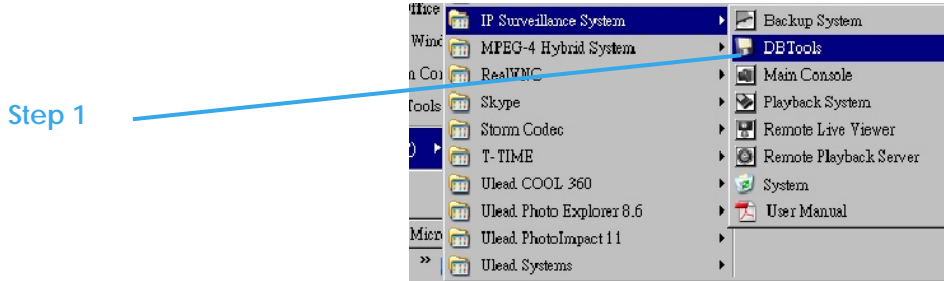 Step 1
IP Surveillance System
MPEG-4 Hybrid System
RealVNC
Skype
Storm Codec
T-TIME
Ulead COOL 360
Ulead Photo Explorer 8.6
Ulead PhotoImpact 11
Ulead Systems
Backup System
DBTools
Main Console
Playback System
Remote Live Viewer
Remote Playback Server
System
User Manual
Tools
»